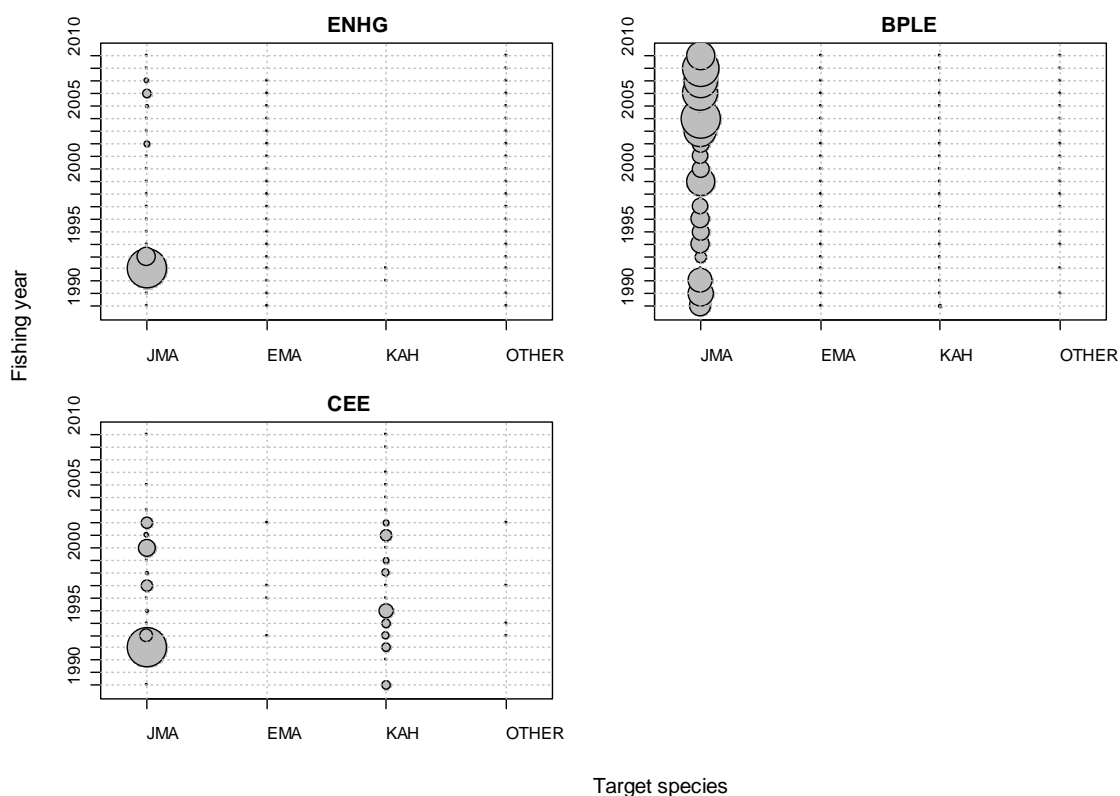 ENHG
2010
2005
2000
1995
1990
JMA EMA KAH OTHER
BPLE
2010
2005
2000
1995
1990
JMA EMA KAH OTHER
Fishing year
CEE
2010
2005
2000
1995
1990
JMA EMA KAH OTHER
Target species